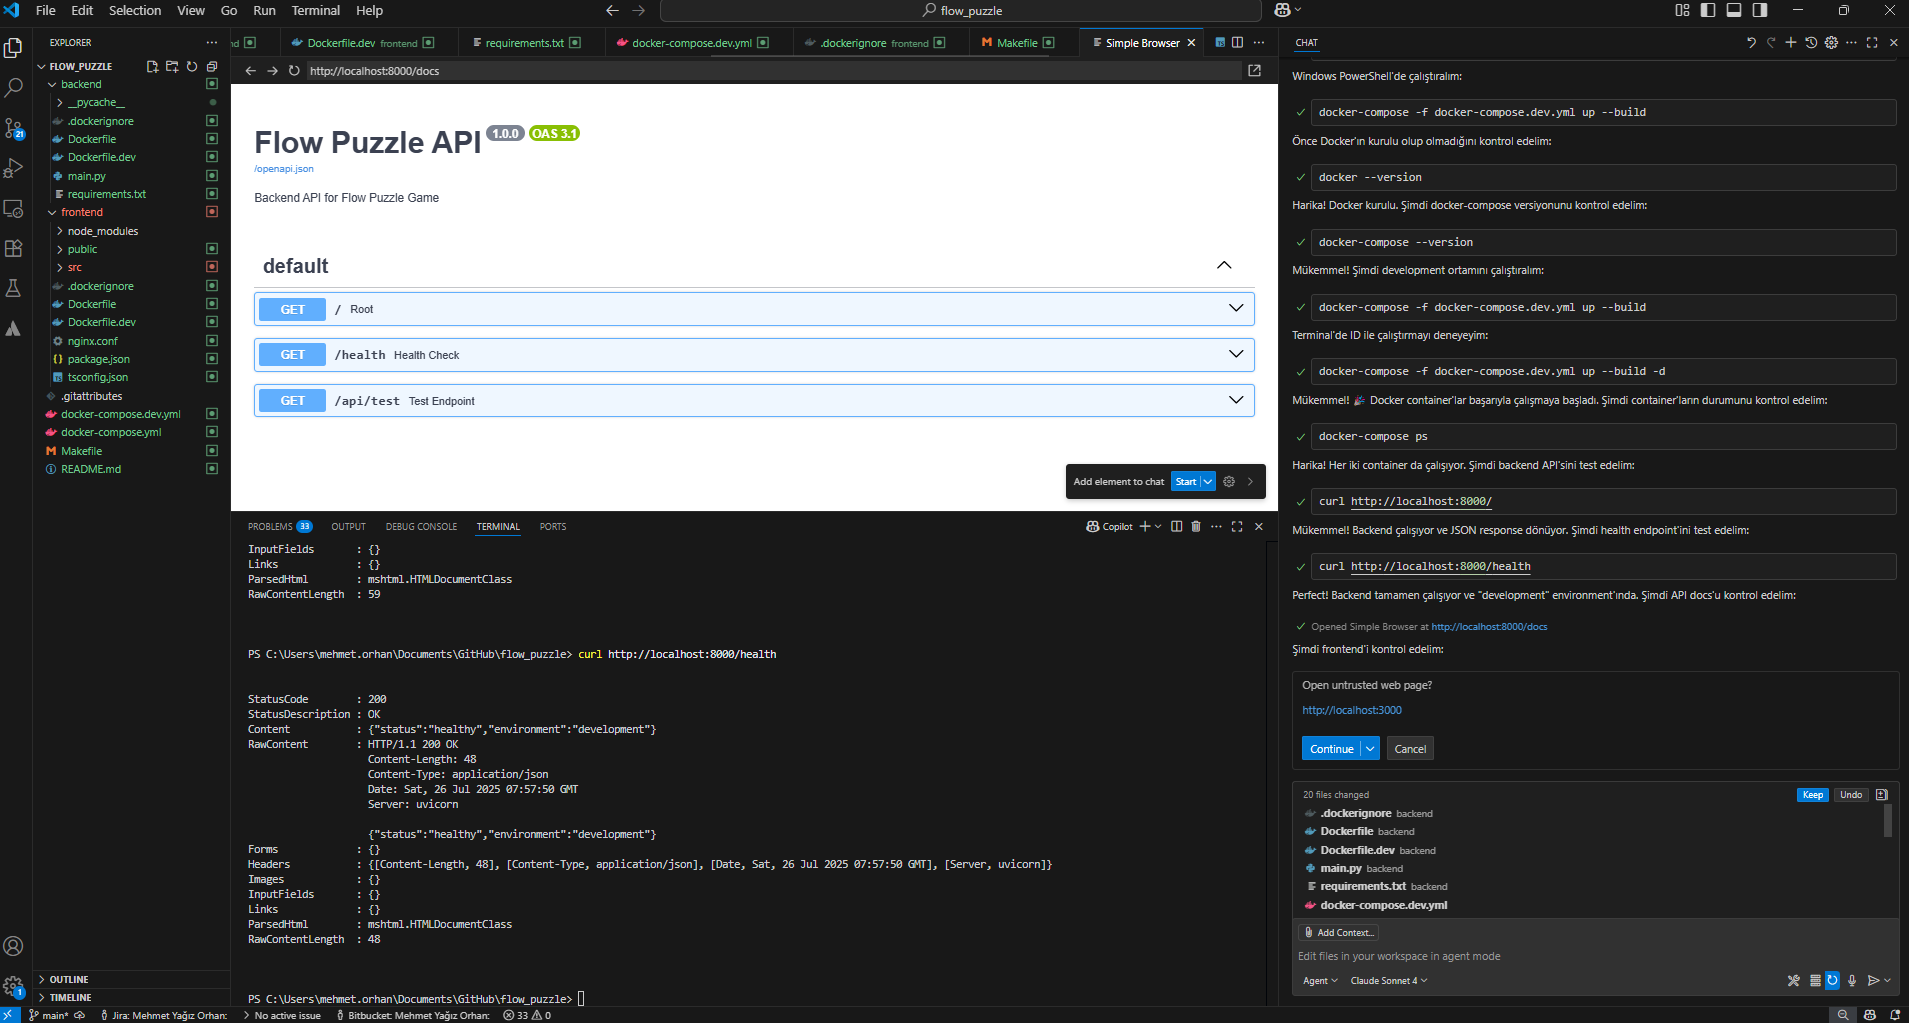 File Edit Selection View Go Run Terminal Help
flow_puzzle
EXPLORER
FLOW_PUZZLE
backend
__pycache__
.dockerignore
Dockerfile
Dockerfile.dev
main.py
requirements.txt
frontend
node_modules
public
src
.dockerignore
Dockerfile
Dockerfile.dev
nginx.conf
package.json
tsconfig.json
.gitattributes
docker-compose.dev.yml
docker-compose.yml
Makefile
README.md
OUTLINE
TIMELINE
nd Dockerfile.dev frontend requirements.txt docker-compose.dev.yml .dockerignore frontend Makefile Simple Browser
http://localhost:8000/docs
Flow Puzzle API 1.0.0 OAS 3.1
/openapi.json
Backend API for Flow Puzzle Game
default
GET / Root
GET /health Health Check
GET /api/test Test Endpoint
Add element to chat Start
PROBLEMS 33 OUTPUT DEBUG CONSOLE TERMINAL PORTS
Copilot
InputFields : {}
Links : {}
ParsedHtml : mshtml.HTMLDocumentClass
RawContentLength : 59
PS C:\Users\mehmet.orhan\Documents\GitHub\flow_puzzle> curl http://localhost:8000/health
StatusCode : 200
StatusDescription : OK
Content : {"status":"healthy","environment":"development"}
RawContent : HTTP/1.1 200 OK
Content-Length: 48
Content-Type: application/json
Date: Sat, 26 Jul 2025 07:57:50 GMT
Server: uvicorn
{"status":"healthy","environment":"development"}
Forms : {}
Headers : {[Content-Length, 48], [Content-Type, application/json], [Date, Sat, 26 Jul 2025 07:57:50 GMT], [Server, uvicorn]}
Images : {}
InputFields : {}
Links : {}
ParsedHtml : mshtml.HTMLDocumentClass
RawContentLength : 48
PS C:\Users\mehmet.orhan\Documents\GitHub\flow_puzzle>
CHAT
Windows PowerShell'de çalıştıralım:
docker-compose -f docker-compose.dev.yml up --build
Önce Docker'ın kurulu olup olmadığını kontrol edelim:
docker --version
Harika! Docker kurulu. Şimdi docker-compose versiyonunu kontrol edelim:
docker-compose --version
Mükemmel! Şimdi development ortamını çalıştıralım:
docker-compose -f docker-compose.dev.yml up --build
Terminal'de ID ile çalıştırmayı deneyeyim:
docker-compose -f docker-compose.dev.yml up --build -d
Mükemmel! 🎉 Docker container'lar başarıyla çalışmaya başladı. Şimdi container'ların durumunu kontrol edelim:
docker-compose ps
Harika! Her iki container da çalışıyor. Şimdi backend API'sini test edelim:
curl http://localhost:8000/
Mükemmel! Backend çalışıyor ve JSON response dönüyor. Şimdi health endpoint'ini test edelim:
curl http://localhost:8000/health
Perfect! Backend tamamen çalışıyor ve "development" environment'ında. Şimdi API docs'u kontrol edelim:
Opened Simple Browser at http://localhost:8000/docs
Şimdi frontend'i kontrol edelim:
Open untrusted web page?
http://localhost:3000
Continue Cancel
20 files changed Keep Undo
.dockerignore backend
Dockerfile backend
Dockerfile.dev backend
main.py backend
requirements.txt backend
docker-compose.dev.yml
Add Context...
Edit files in your workspace in agent mode
Agent Claude Sonnet 4
21
1
main* Jira: Mehmet Yağız Orhan: No active issue Bitbucket: Mehmet Yağız Orhan: 33 0